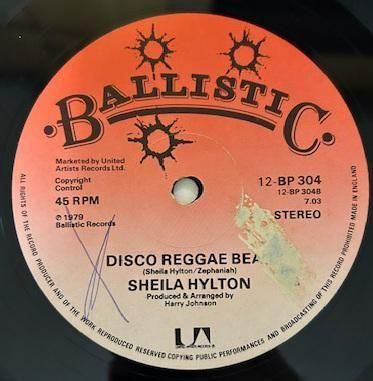 BALLISTIC
Marketed by United
Artists Records Ltd.
Copyright
Control
45 RPM
℗ 1979
Ballistic Records
12-BP 304
12-BP 304B
7.03
STEREO
DISCO REGGAE BEA
(Sheila Hylton/Zephaniah)
SHEILA HYLTON
Produced & Arranged by
Harry Johnson
UA
UNITED ARTISTS RECORDS
ALL RIGHTS OF THE RECORD PRODUCER AND OF THE WORK REPRODUCED RESERVED COPYING PUBLIC PERFORMANCES AND BROADCASTING OF THIS RECORD PROHIBITED MADE IN ENGLAND